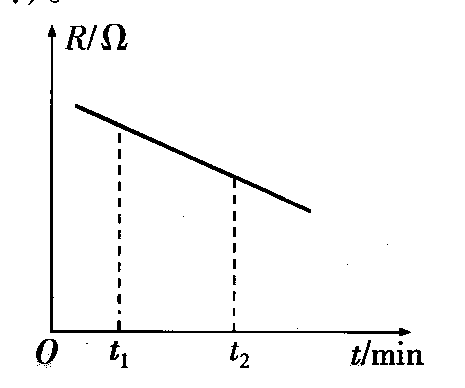 R/Ω
O t₁ t₂ t/min